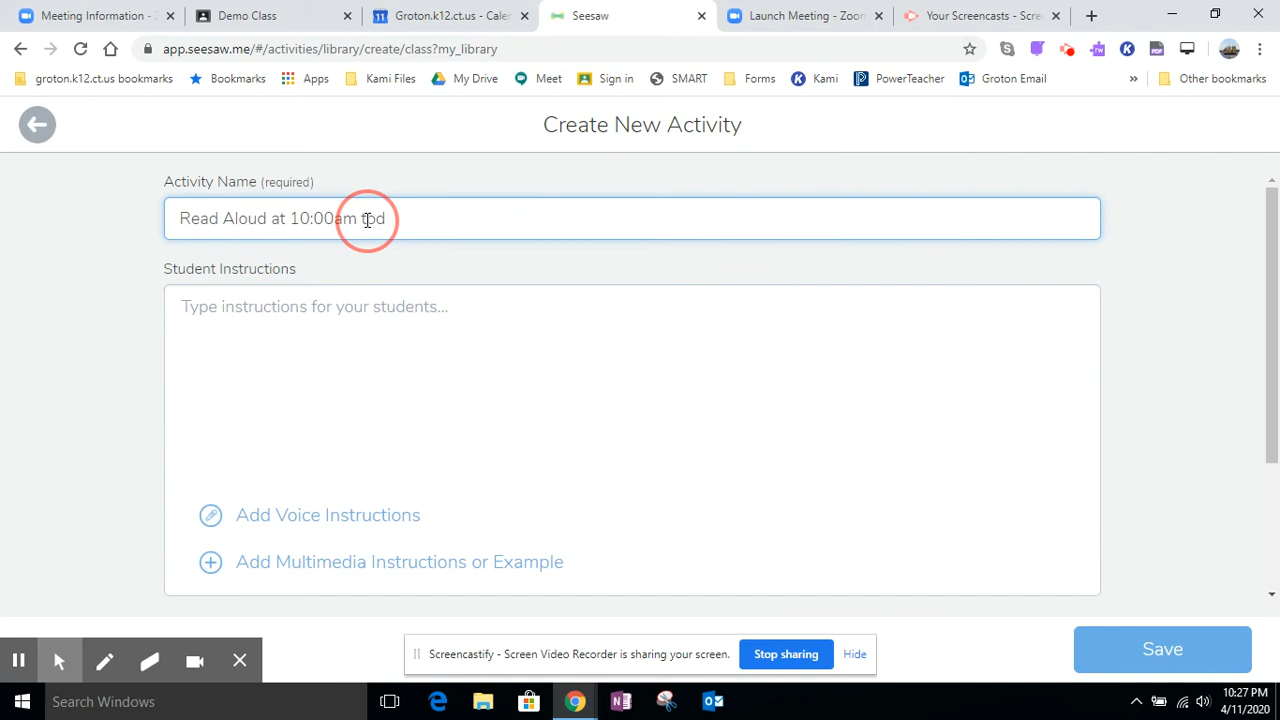 Meeting Information - Z
Demo Class
Groton.k12.ct.us - Cale
Seesaw
Launch Meeting - Zoom
Your Screencasts - Scre
app.seesaw.me/#/activities/library/create/class?my_library
groton.k12.ct.us bookmarks
Bookmarks
Apps
Kami Files
My Drive
Meet
Sign in
SMART
Forms
Kami
PowerTeacher
Groton Email
Other bookmarks
Create New Activity
Activity Name (required)
Read Aloud at 10:00am tod
Student Instructions
Type instructions for your students...
Add Voice Instructions
Add Multimedia Instructions or Example
Save
Screencastify - Screen Video Recorder is sharing your screen.
Stop sharing
Hide
Search Windows
10:27 PM
4/11/2020